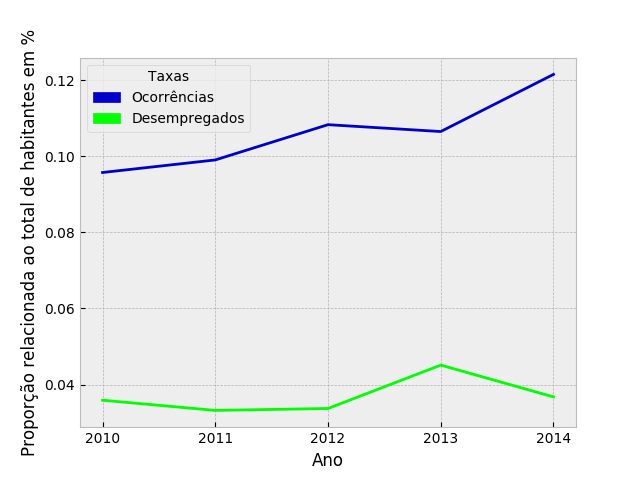 Proporção relacionada ao total de habitantes em %
0.12
0.10
0.08
0.06
0.04
Taxas
Ocorrências
Desempregados
2010 2011 2012 2013 2014
Ano